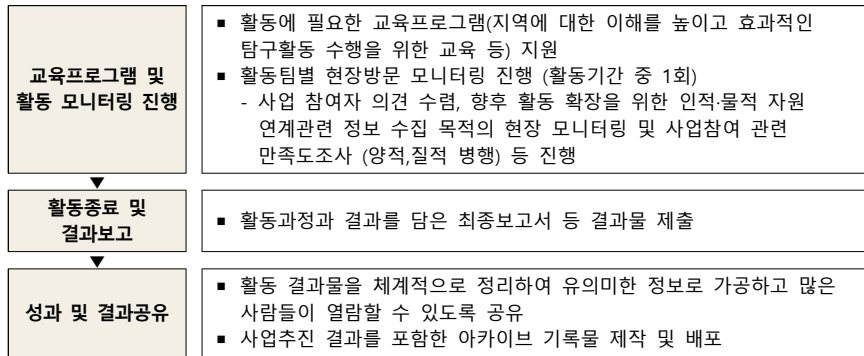 교육프로그램 및
활동 모니터링 진행
▪ 활동에 필요한 교육프로그램(지역에 대한 이해를 높이고 효과적인
탐구활동 수행을 위한 교육 등) 지원
▪ 활동팀별 현장방문 모니터링 진행 (활동기간 중 1회)
- 사업 참여자 의견 수렴, 향후 활동 확장을 위한 인적·물적 자원
연계관련 정보 수집 목적의 현장 모니터링 및 사업참여 관련
만족도조사 (양적,질적 병행) 등 진행
▼
활동종료 및
결과보고
▪ 활동과정과 결과를 담은 최종보고서 등 결과물 제출
▼
성과 및 결과공유
▪ 활동 결과물을 체계적으로 정리하여 유의미한 정보로 가공하고 많은
사람들이 열람할 수 있도록 공유
▪ 사업추진 결과를 포함한 아카이브 기록물 제작 및 배포